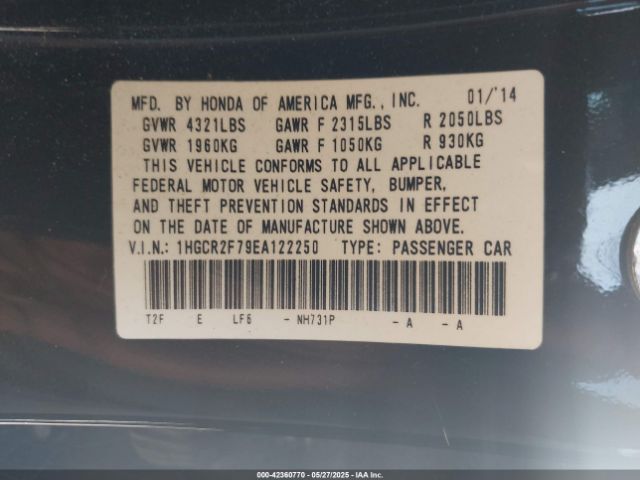 MFD. BY HONDA OF AMERICA MFG., INC. 01/'14
GVWR 4321LBS GAWR F 2315LBS R 2050LBS
GVWR 1960KG GAWR F 1050KG R 930KG
THIS VEHICLE CONFORMS TO ALL APPLICABLE
FEDERAL MOTOR VEHICLE SAFETY, BUMPER,
AND THEFT PREVENTION STANDARDS IN EFFECT
ON THE DATE OF MANUFACTURE SHOWN ABOVE.
V.I.N.: 1HGCR2F79EA122250 TYPE: PASSENGER CAR
T2F E LF5 - NH731P - A - A
000-42360770 05/27/2025 IAA Inc.